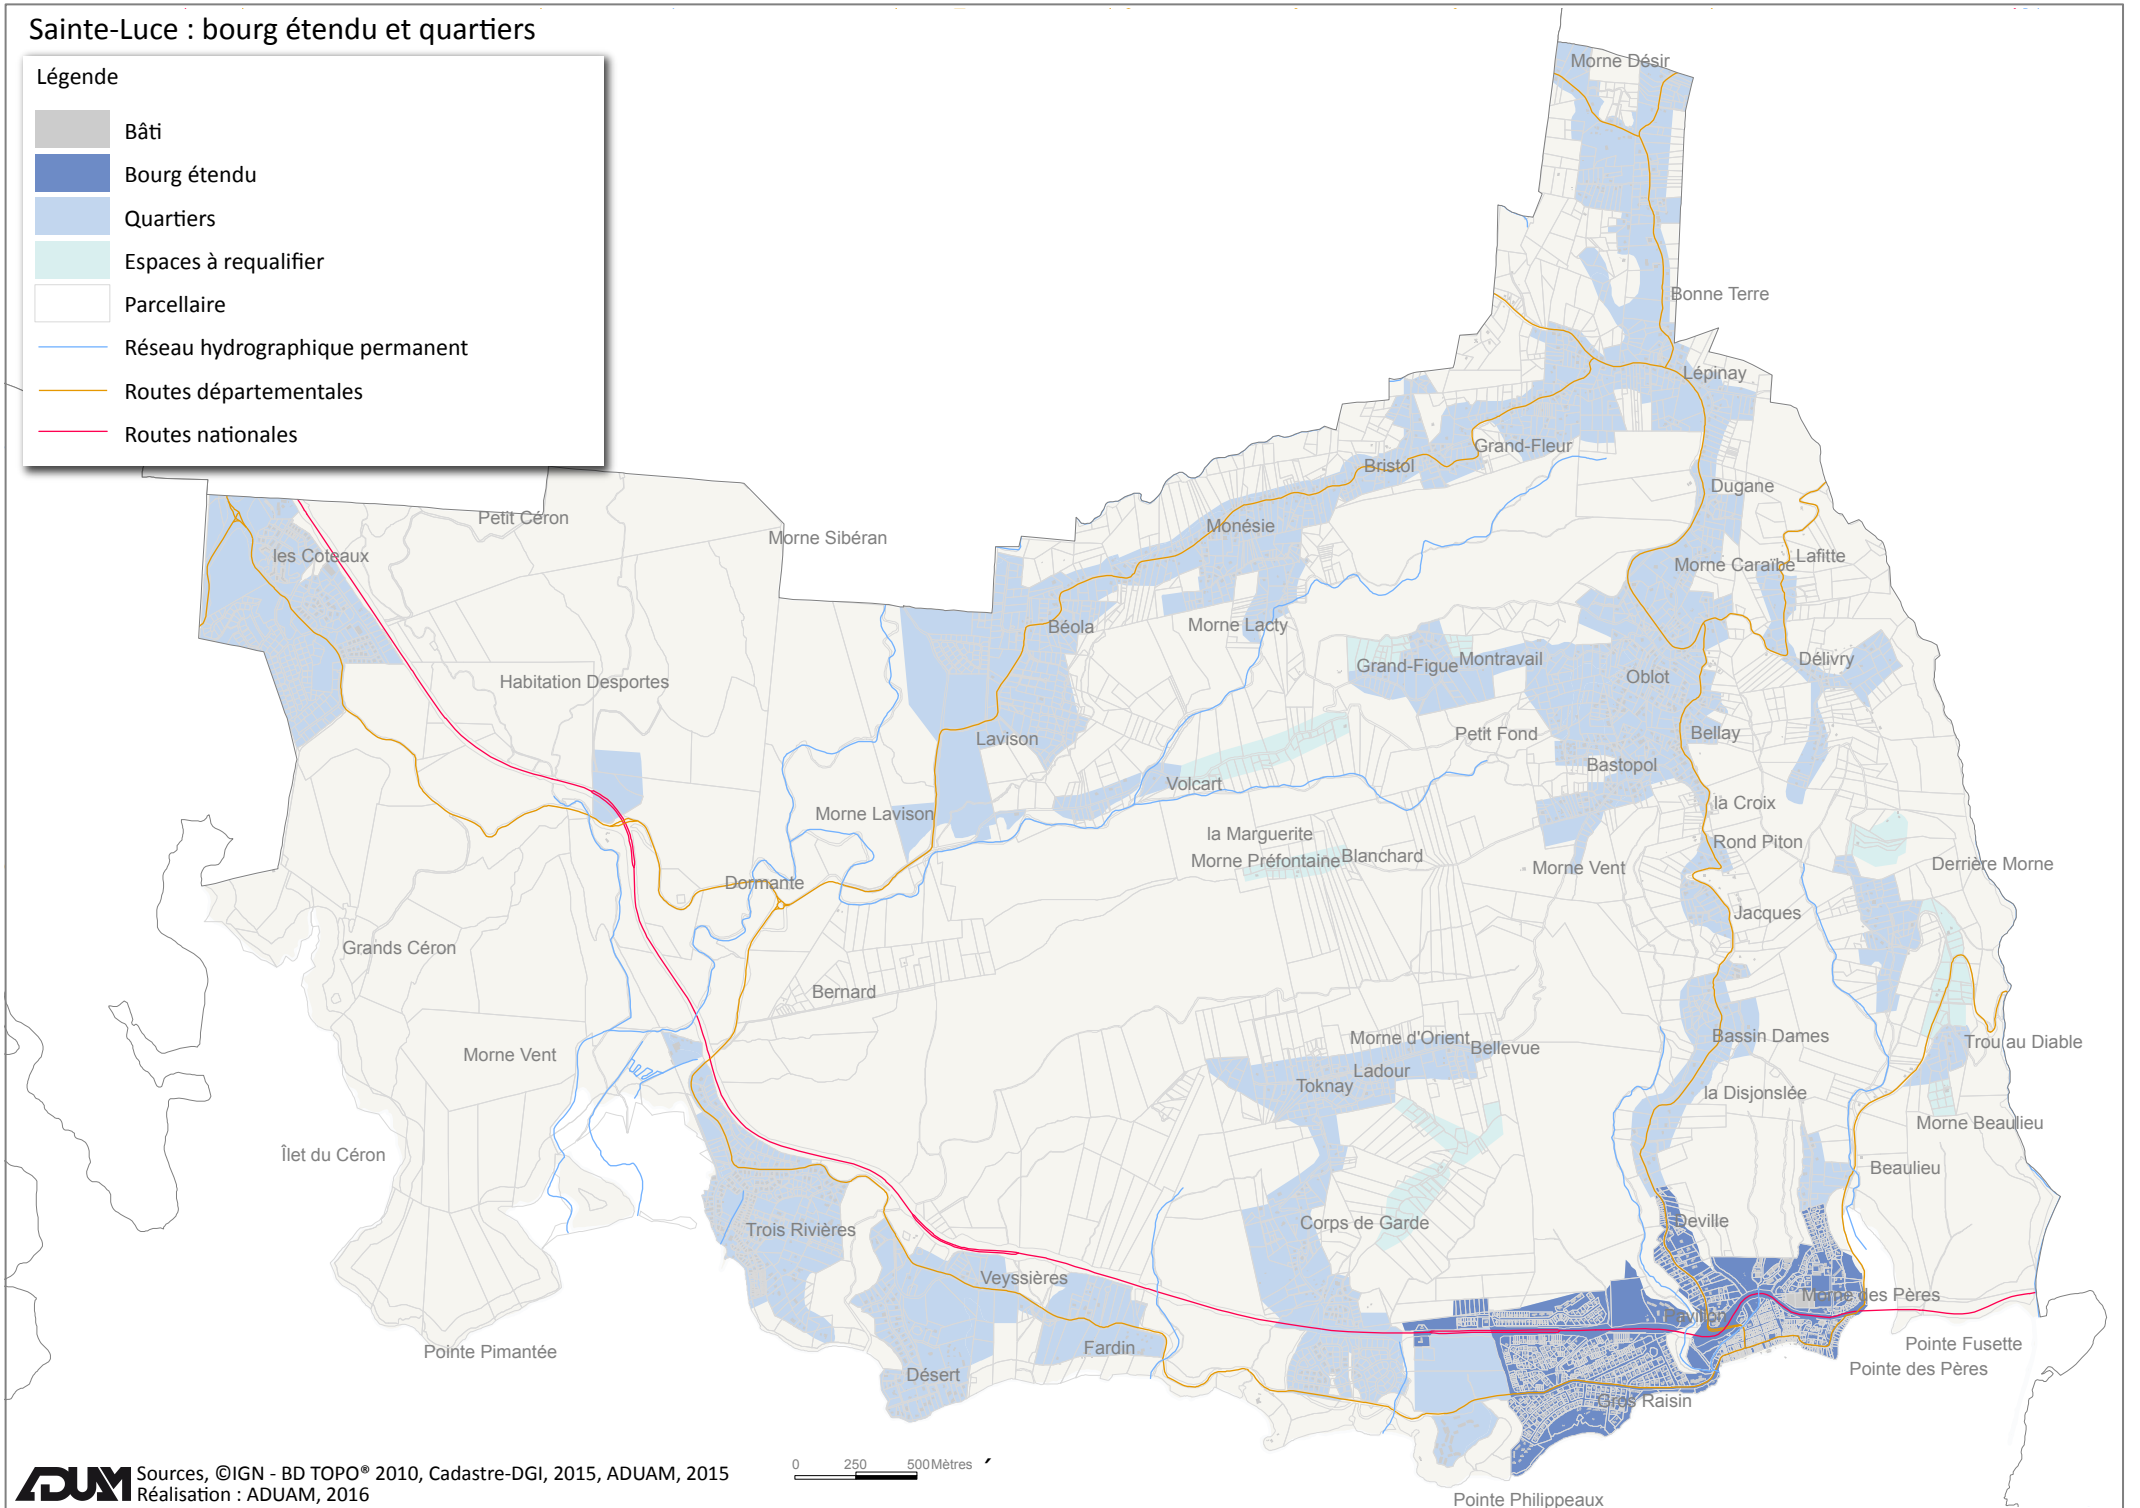 Sainte-Luce : bourg étendu et quartiers
Légende
Bâti
Bourg étendu
Quartiers
Espaces à requalifier
Parcellaire
Réseau hydrographique permanent
Routes départementales
Routes nationales
Morne Désir
Bonne Terre
Lépinay
Grand-Fleur
Bristol
Dugane
Petit Céron
Monésie
Morne Sibéran
les Coteaux
Morne Caraïbe
Lafitte
Béola
Morne Lacty
Grand-Figue
Montravail
Délivry
Oblot
Habitation Desportes
Lavison
Petit Fond
Bellay
Bastopol
Volcart
la Croix
Morne Lavison
la Marguerite
Rond Piton
Morne Préfontaine
Blanchard
Morne Vent
Derrière Morne
Dormante
Jacques
Grands Céron
Bernard
Morne d'Orient
Bellevue
Bassin Dames
Trou au Diable
Morne Vent
Ladour
Toknay
la Disjonslée
Morne Beaulieu
Îlet du Céron
Beaulieu
Trois Rivières
Corps de Garde
Deville
Veyssières
Morne des Pères
Pavillon
Pointe Pimantée
Fardin
Pointe Fusette
Pointe des Pères
Désert
Gros Raisin
Pointe Philippeaux
0 250 500 Mètres
ADUAM
Sources, ©IGN - BD TOPO® 2010, Cadastre-DGI, 2015, ADUAM, 2015
Réalisation : ADUAM, 2016